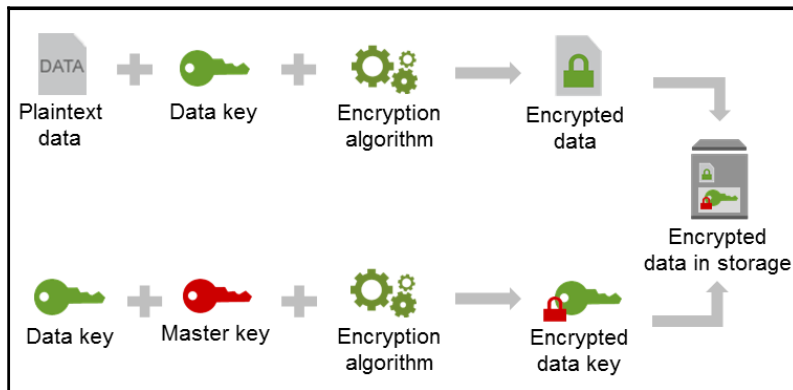 DATA
Plaintext
data
Data key
Encryption
algorithm
Encrypted
data
Encrypted
data in storage
Data key
Master key
Encryption
algorithm
Encrypted
data key